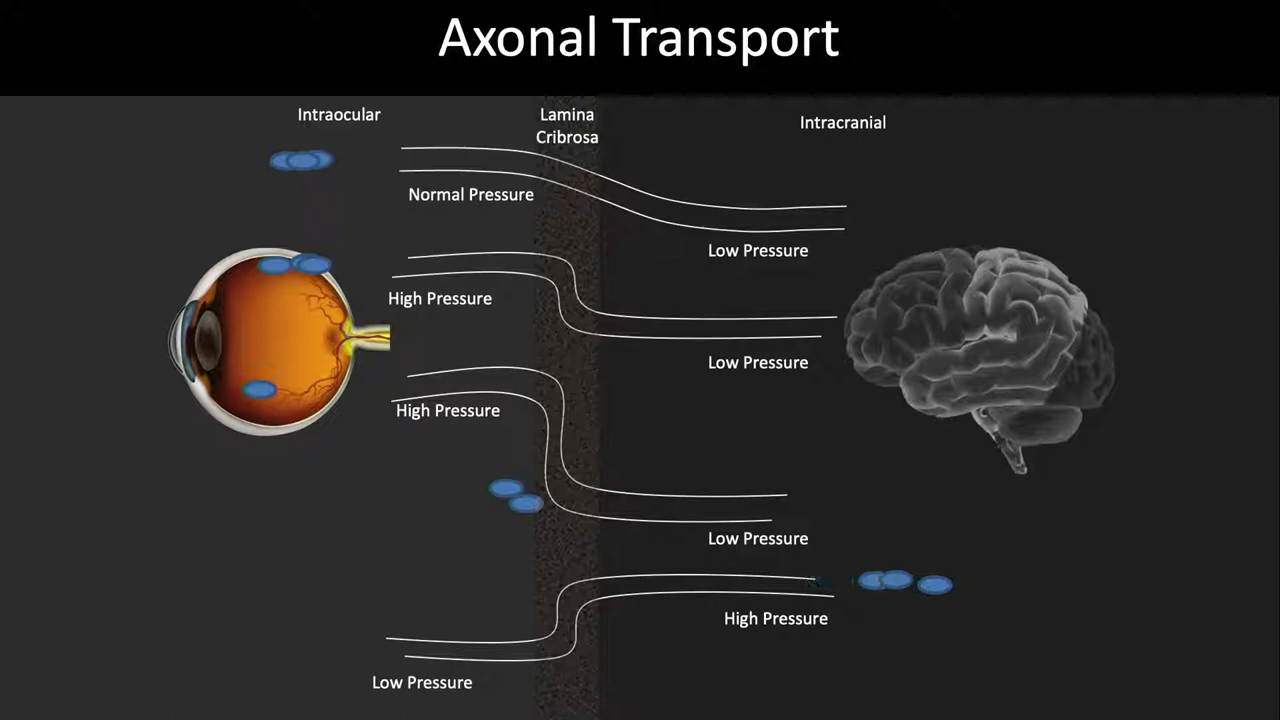 Axonal Transport
Intraocular
Lamina
Cribrosa
Intracranial
Normal Pressure
Low Pressure
High Pressure
Low Pressure
High Pressure
Low Pressure
High Pressure
Low Pressure